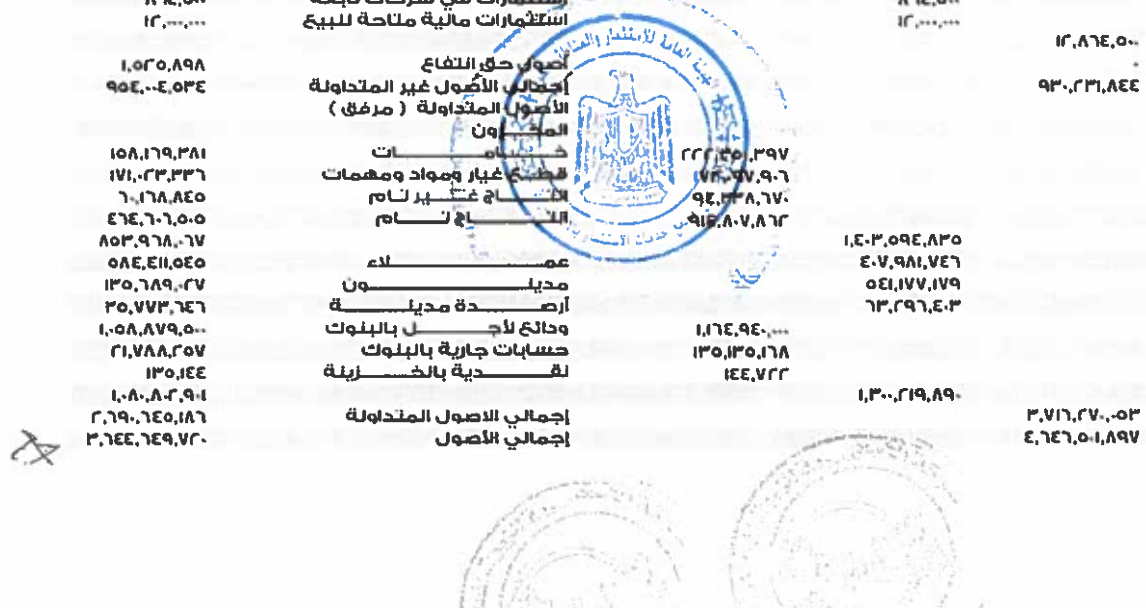 ١٢,٠٠٠,٠٠٠ استثمارات مالية متاحة للبيع ١٢,٠٠٠,٠٠٠
١٢,٨٦٤,٥٠٠
١,٥٢٥,٨٩٨ أصول حق انتفاع ٠
٩٥٤,٠٠٤,٥٣٤ إجمالي الأصول غير المتداولة ٩٣٠,٢٣١,٨٤٤
الأصول المتداولة ( مرفق )
المخزون
١٥٨,١٦٩,٣٨١ خامات ٢٢٢,٤٥١,٣٩٧
١٧١,٠٢٣,٣٣٦ قطع غيار ومواد ومهمات
٦٠,١٦٨,٨٤٥ انتاج غير تام ٩٤,٢٣٨,٦٧٠
٤٦٤,٦٠٦,٥٠٥ انتاج تام ٩١٤,٨٠٧,٨٦٢
٨٥٣,٩٦٨,٠٦٧ ١,٤٠٣,٥٩٤,٨٣٥
٥٨٤,٤١١,٥٤٥ عملاء ٤٠٧,٩٨١,٧٤٦
١٣٥,٦٨٩,٠٢٧ مدينون ٥٤١,١٧٧,١٧٩
٣٥,٧٧٣,٦٤٦ أرصدة مدينة ٦٣,٢٩٦,٤٠٣
١,٠٥٨,٨٧٩,٥٠٠ ودائع لأجل بالبنوك ١,١٦٤,٩٤٠,٠٠٠
٢١,٧٨٨,٢٥٧ حسابات جارية بالبنوك ١٣٥,١٣٥,١٦٨
١٣٥,١٤٤ نقدية بالخزينة ١٤٤,٧٢٢
١,٠٨٠,٨٠٢,٩٠١ ١,٣٠٠,٢١٩,٨٩٠
٢,٦٩٠,٦٤٥,١٨٦ إجمالي الاصول المتداولة ٣,٧١٦,٢٧٠,٠٥٣
٣,٦٤٤,٦٤٩,٧٢٠ إجمالي الأصول ٤,٦٤٦,٥٠١,٨٩٧